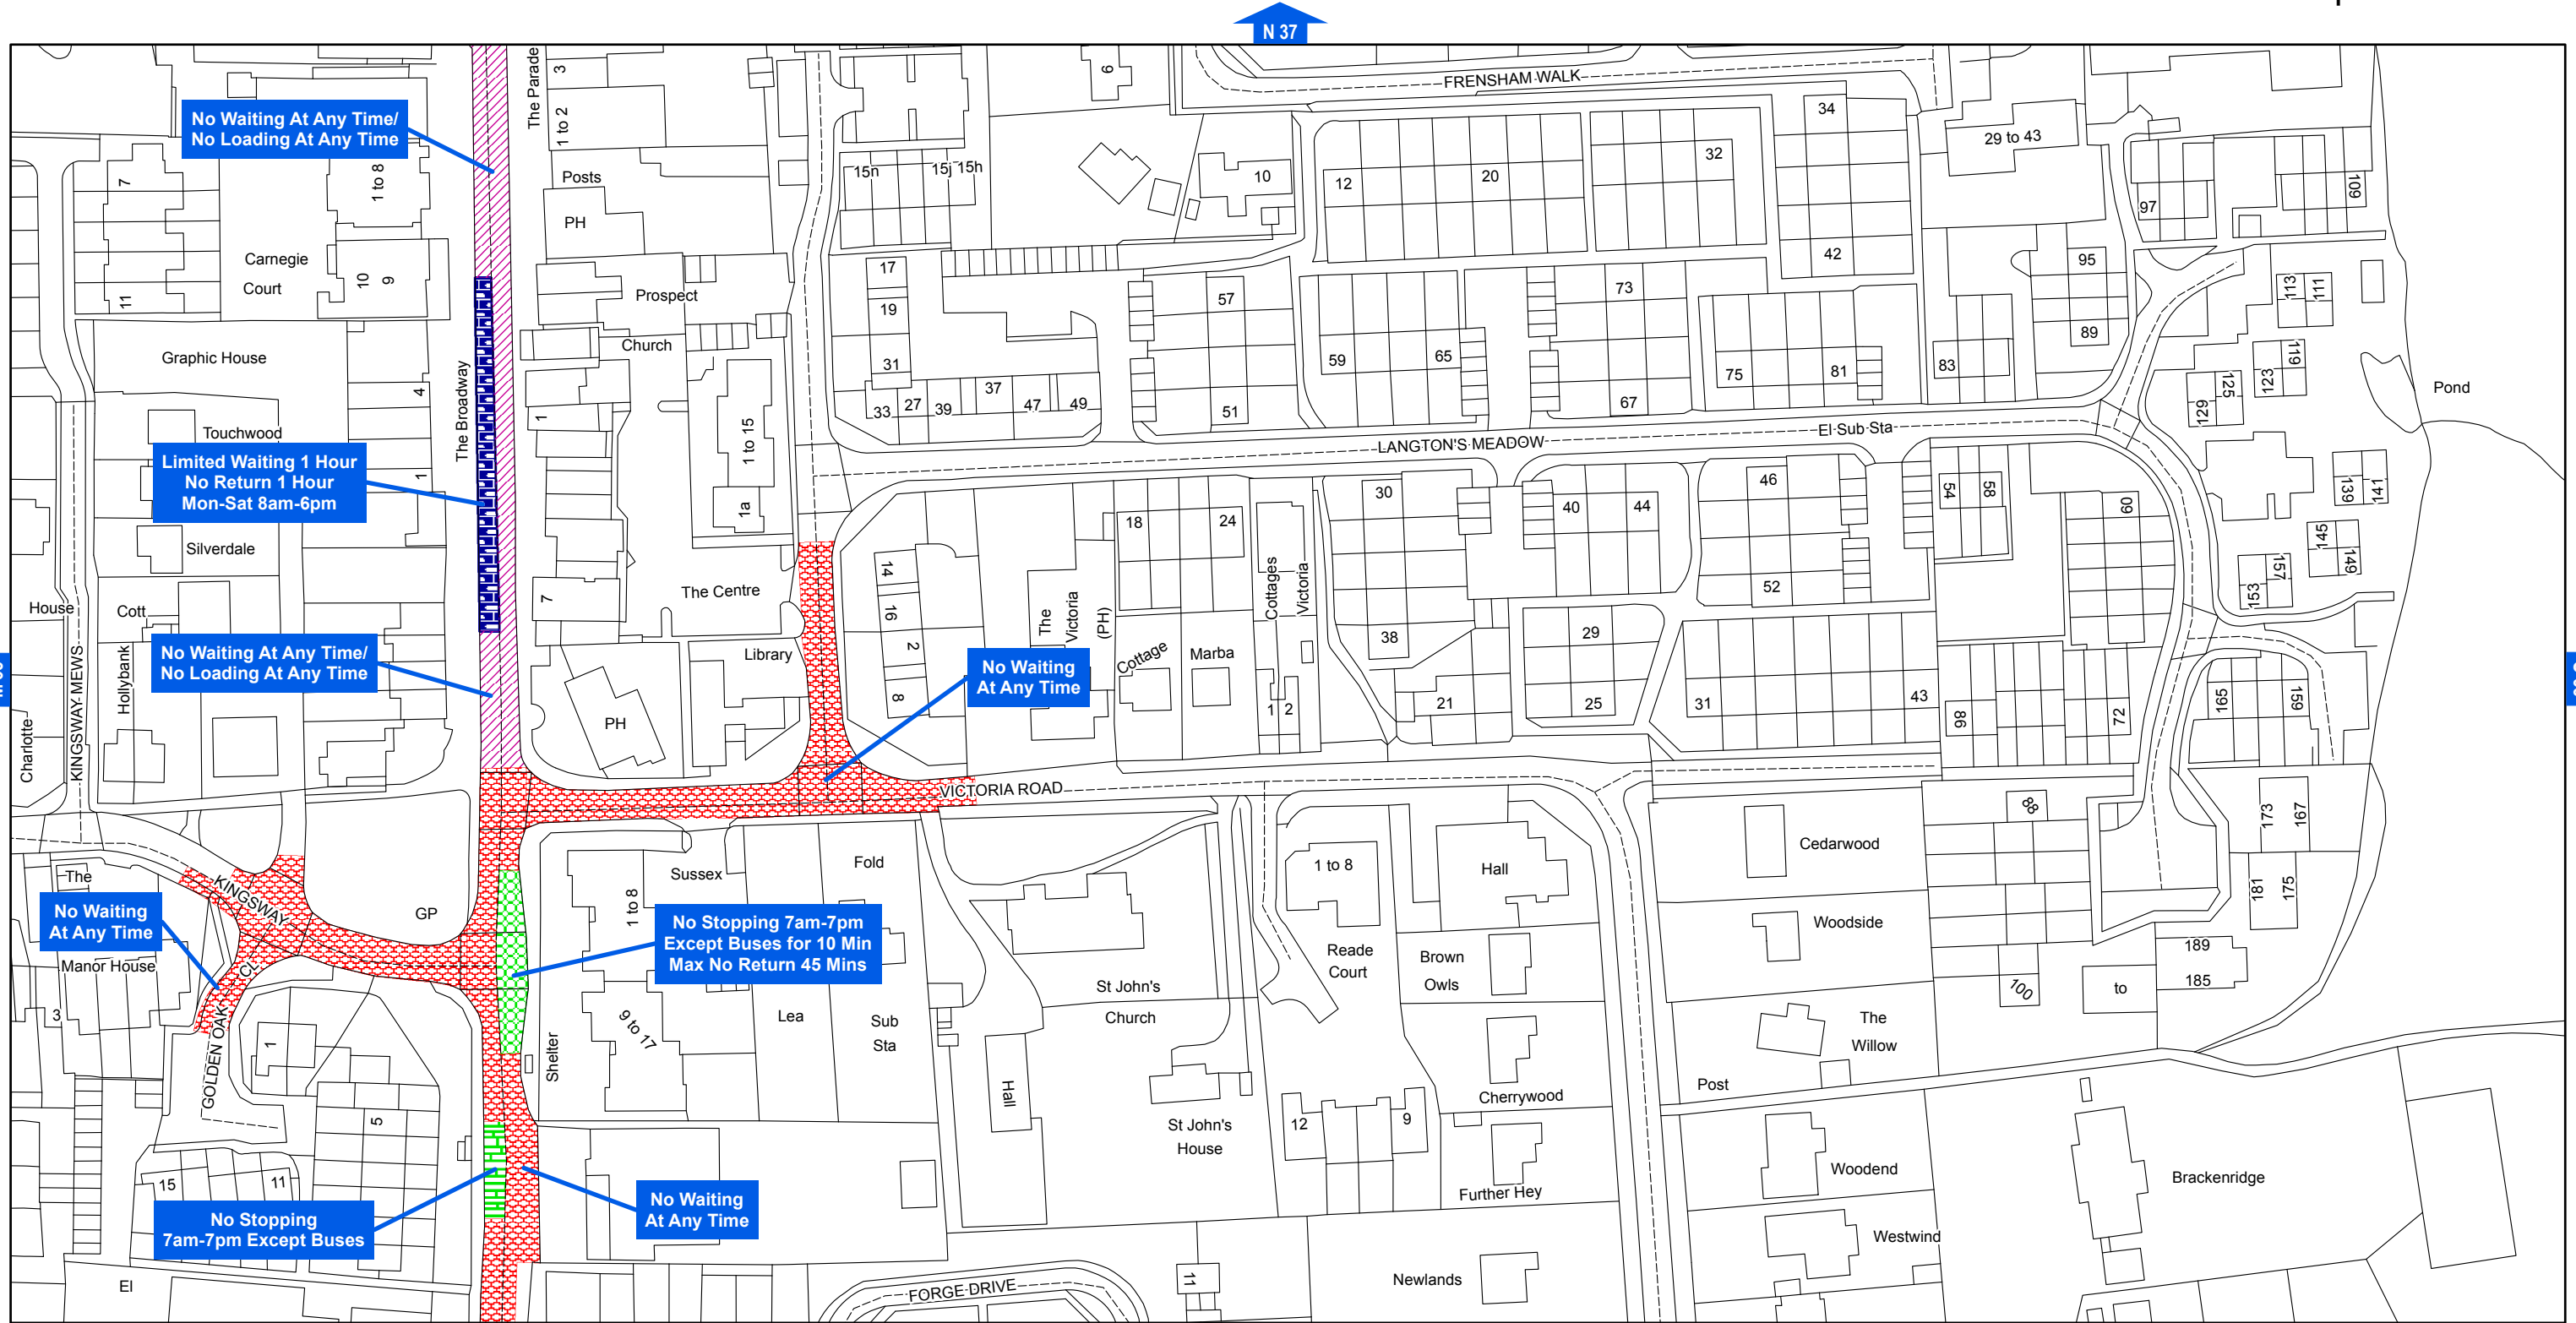 N 37
FRENSHAM WALK
The Parade
3
1 to 2
6
34
29 to 43
No Waiting At Any Time/
No Loading At Any Time
7
1 to 8
Posts
PH
15n
15j
15h
10
12
20
32
42
97
109
Carnegie
Court
10
9
11
Prospect
Church
17
19
31
57
73
95
89
113
111
Graphic House
The Broadway
4
1
1
33
27
39
37
47
49
51
59
65
67
75
81
83
119
123
125
129
Pond
Touchwood
1 to 15
1a
LANGTON'S MEADOW
El Sub Sta
Limited Waiting 1 Hour
No Return 1 Hour
Mon-Sat 8am-6pm
Silverdale
30
18
24
40
44
46
54
58
60
139
141
145
149
157
153
House
Cott
7
The Centre
14
16
2
8
The
Victoria
(PH)
Cottages
Victoria
38
29
52
Library
No Waiting At Any Time/
No Loading At Any Time
Hollybank
KINGSWAY MEWS
Charlotte
PH
No Waiting
At Any Time
Cottage
Marba
1
2
21
25
31
43
86
72
165
159
VICTORIA ROAD
The
KINGSWAY
GP
Sussex
Fold
1 to 8
1 to 8
Hall
Cedarwood
88
173
167
181
175
No Waiting
At Any Time
Manor House
3
GOLDEN OAK CL
1
No Stopping 7am-7pm
Except Buses for 10 Min
Max No Return 45 Mins
9 to 17
Shelter
Lea
Sub
Sta
St John's
Church
Reade
Court
Brown
Owls
Woodside
The
Willow
100
to
189
185
Hall
St John's
House
12
9
Cherrywood
Post
5
15
11
No Stopping
7am-7pm Except Buses
No Waiting
At Any Time
Further Hey
Woodend
Westwind
Brackenridge
El
FORGE DRIVE
11
Newlands